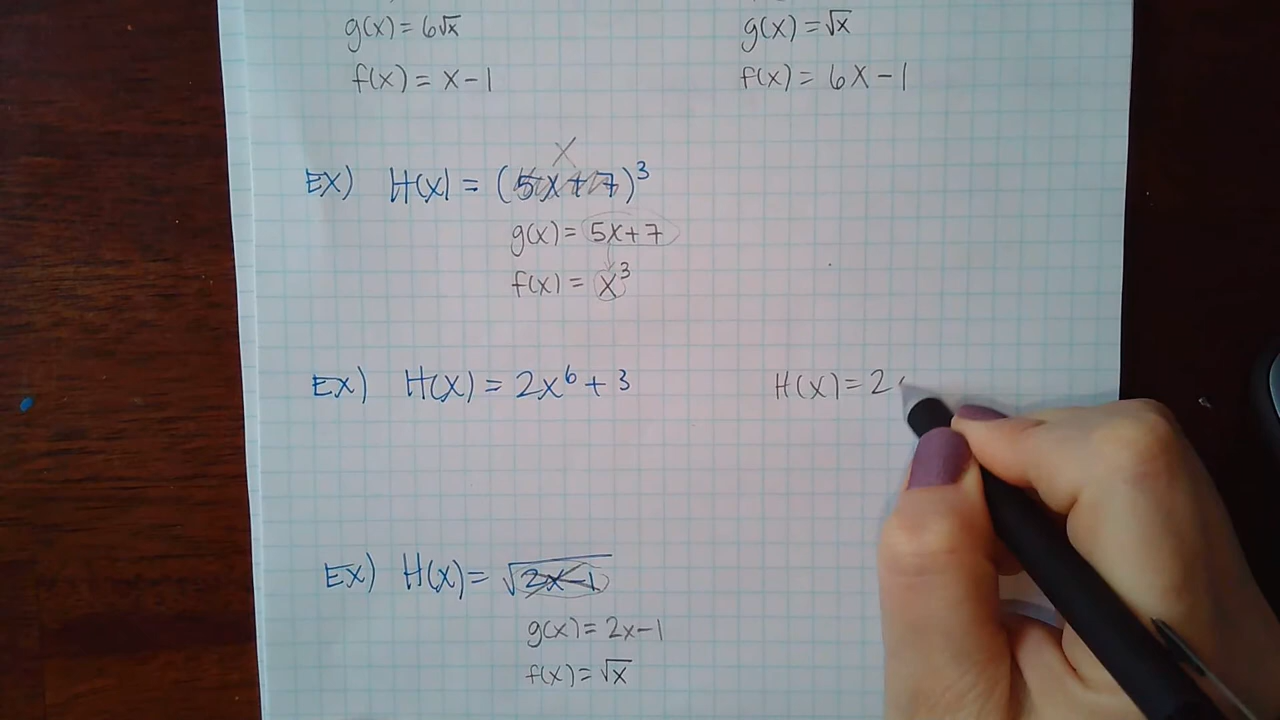 g(x) = 6√x
f(x) = x - 1
g(x) = √x
f(x) = 6x - 1
X
EX) H(x) = (5x+7)³
g(x) = 5x+7
f(x) = x³
EX) H(x) = 2x⁶ + 3
H(x) = 2
EX) H(x) = √2x-1
g(x) = 2x-1
f(x) = √x